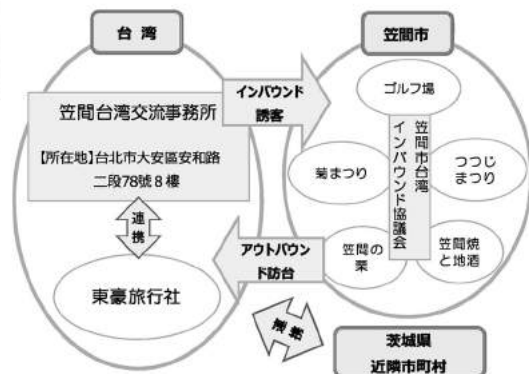 台 湾
笠間市
笠間台湾交流事務所
【所在地】台北市大安區安和路
二段78號8樓
連携
東豪旅行社
インバウンド
誘客
アウトバウン
ド訪台
ゴルフ場
笠間市台湾
インバウンド協議会
菊まつり
つつじ
まつり
笠間の
栗
笠間焼
と地酒
茨城県
近隣市町村